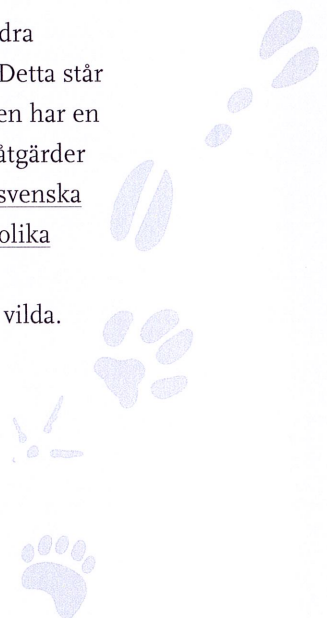 dra
Detta står
en har en
åtgärder
svenska
olika
vilda.